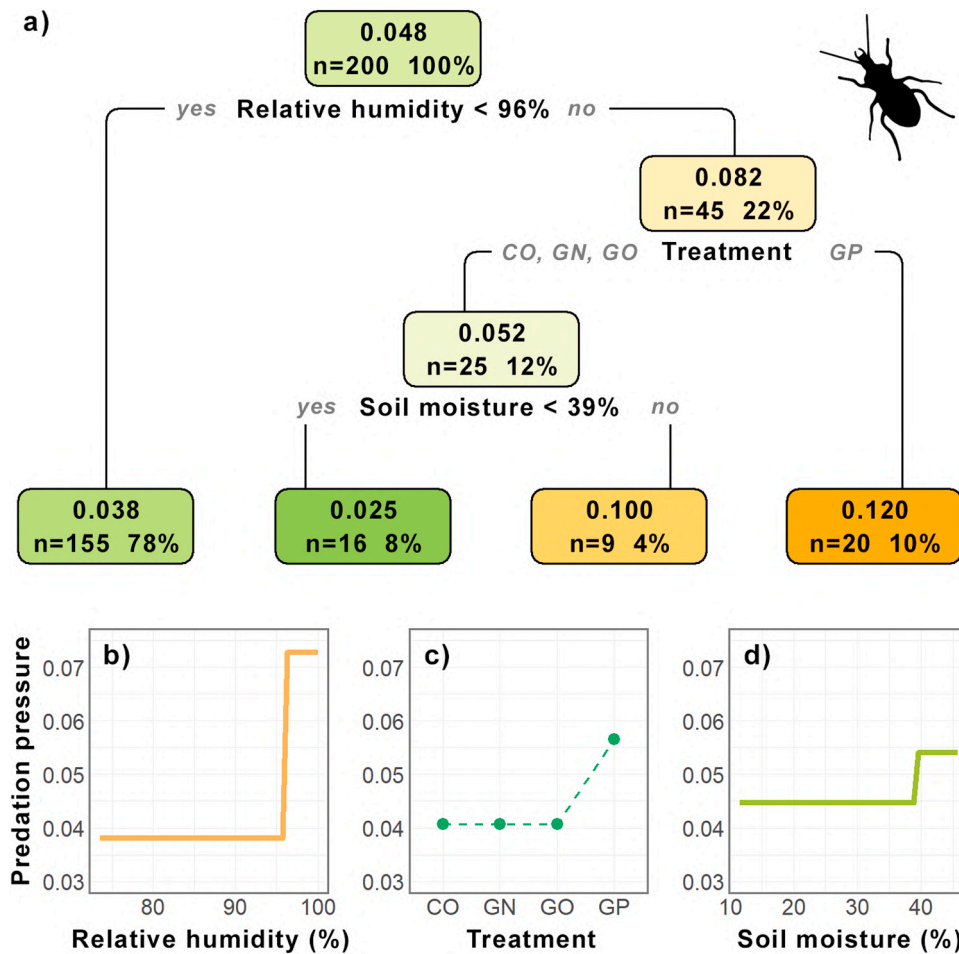 a)
0.048
n=200 100%
yes Relative humidity < 96% no
0.082
n=45 22%
CO, GN, GO Treatment GP
0.052
n=25 12%
yes Soil moisture < 39% no
0.038 0.025 0.100 0.120
n=155 78% n=16 8% n=9 4% n=20 10%
Predation pressure
b)
0.07
0.06
0.05
0.04
0.03
80 90 100
Relative humidity (%)
c)
0.07
0.06
0.05
0.04
0.03
CO GN GO GP
Treatment
d)
0.07
0.06
0.05
0.04
0.03
10 20 30 40
Soil moisture (%)